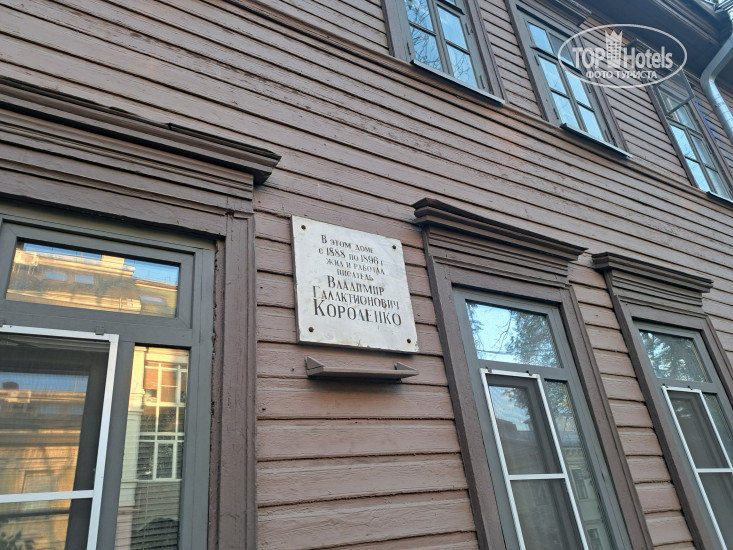 TOP Hotels
ФОТО ТУРИСТА
В ЭТОМ ДОМЕ
С 1888 ПО 1896 Г.
ЖИЛ И РАБОТАЛ
ПИСАТЕЛЬ
ВЛАДИМИР
ГАЛАКТИОНОВИЧ
КОРОЛЕНКО